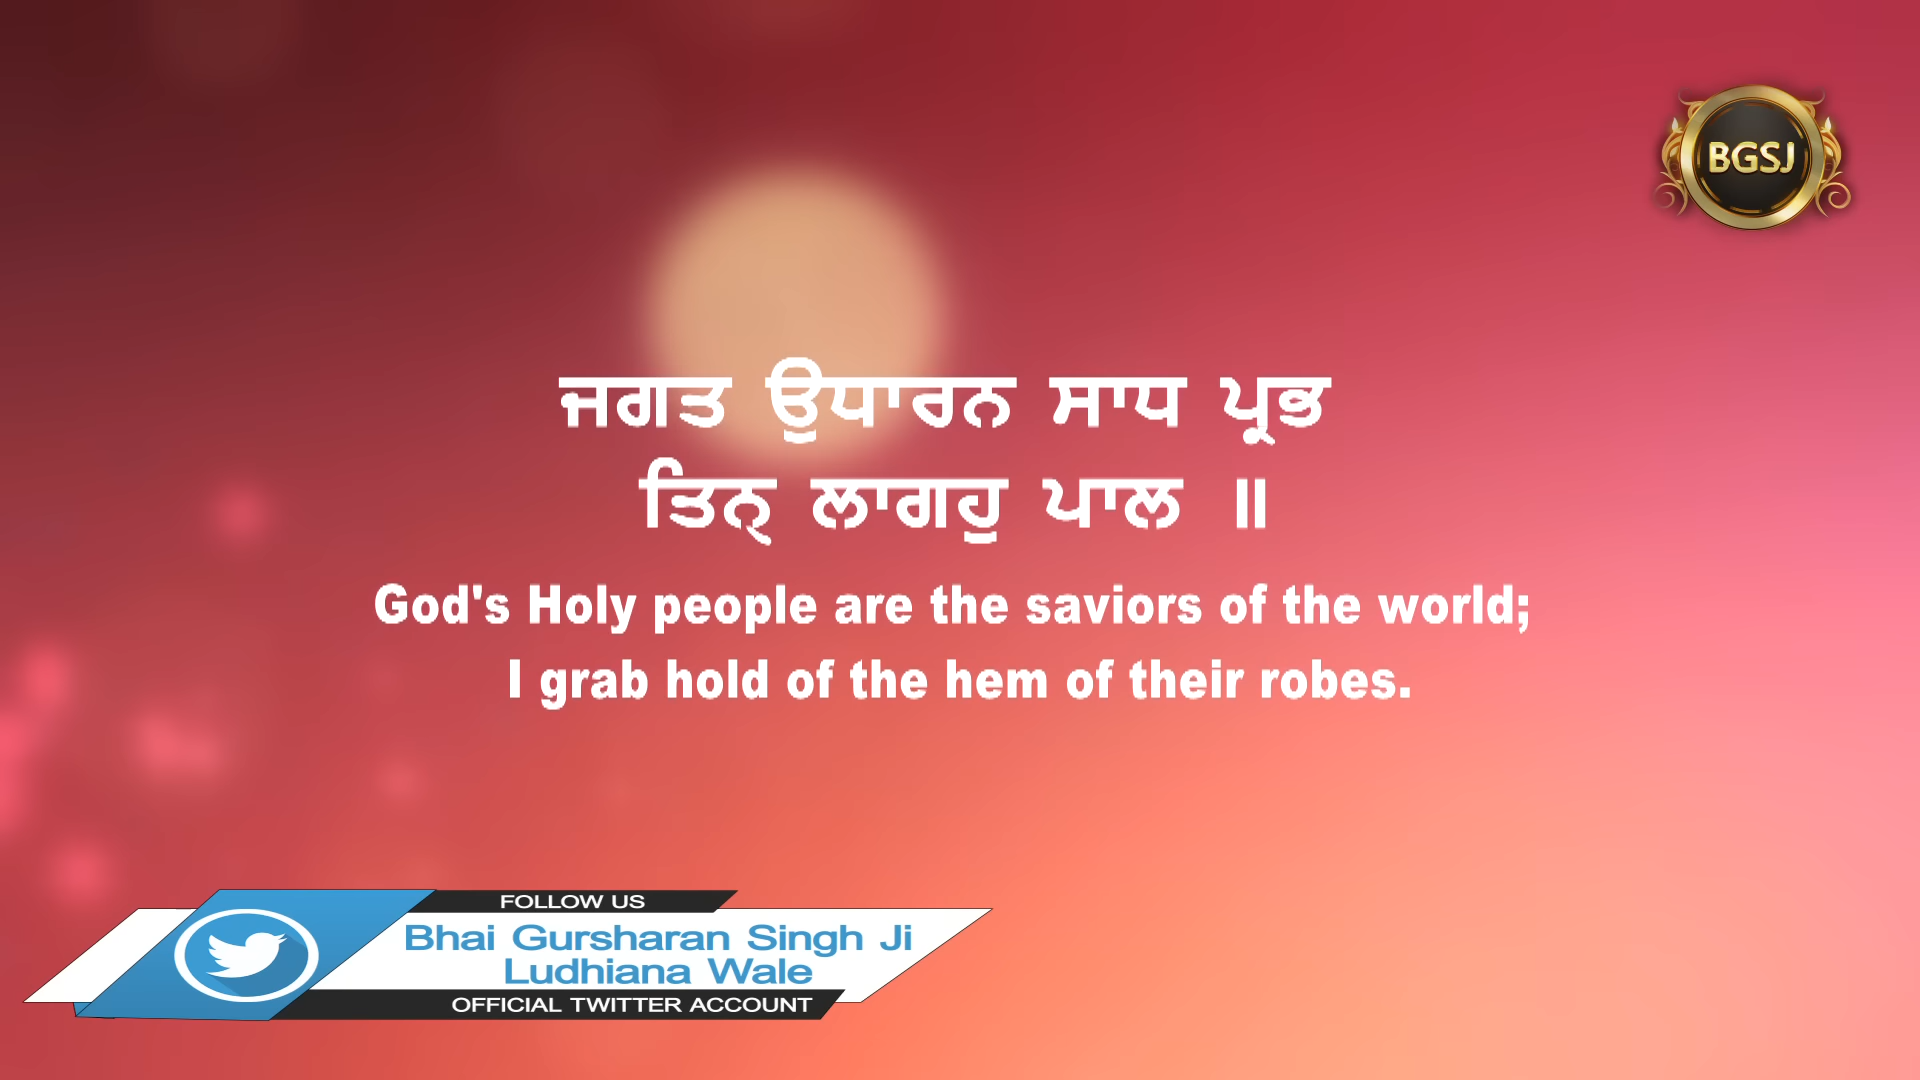 BGSJ
ਜਗਤ ਉਧਾਰਨ ਸਾਧ ਪ੍ਰਭ
ਤਿਨ੍ ਲਾਗਹੁ ਪਾਲ ॥
God's Holy people are the saviors of the world;
I grab hold of the hem of their robes.
FOLLOW US
Bhai Gursharan Singh Ji
Ludhiana Wale
OFFICIAL TWITTER ACCOUNT